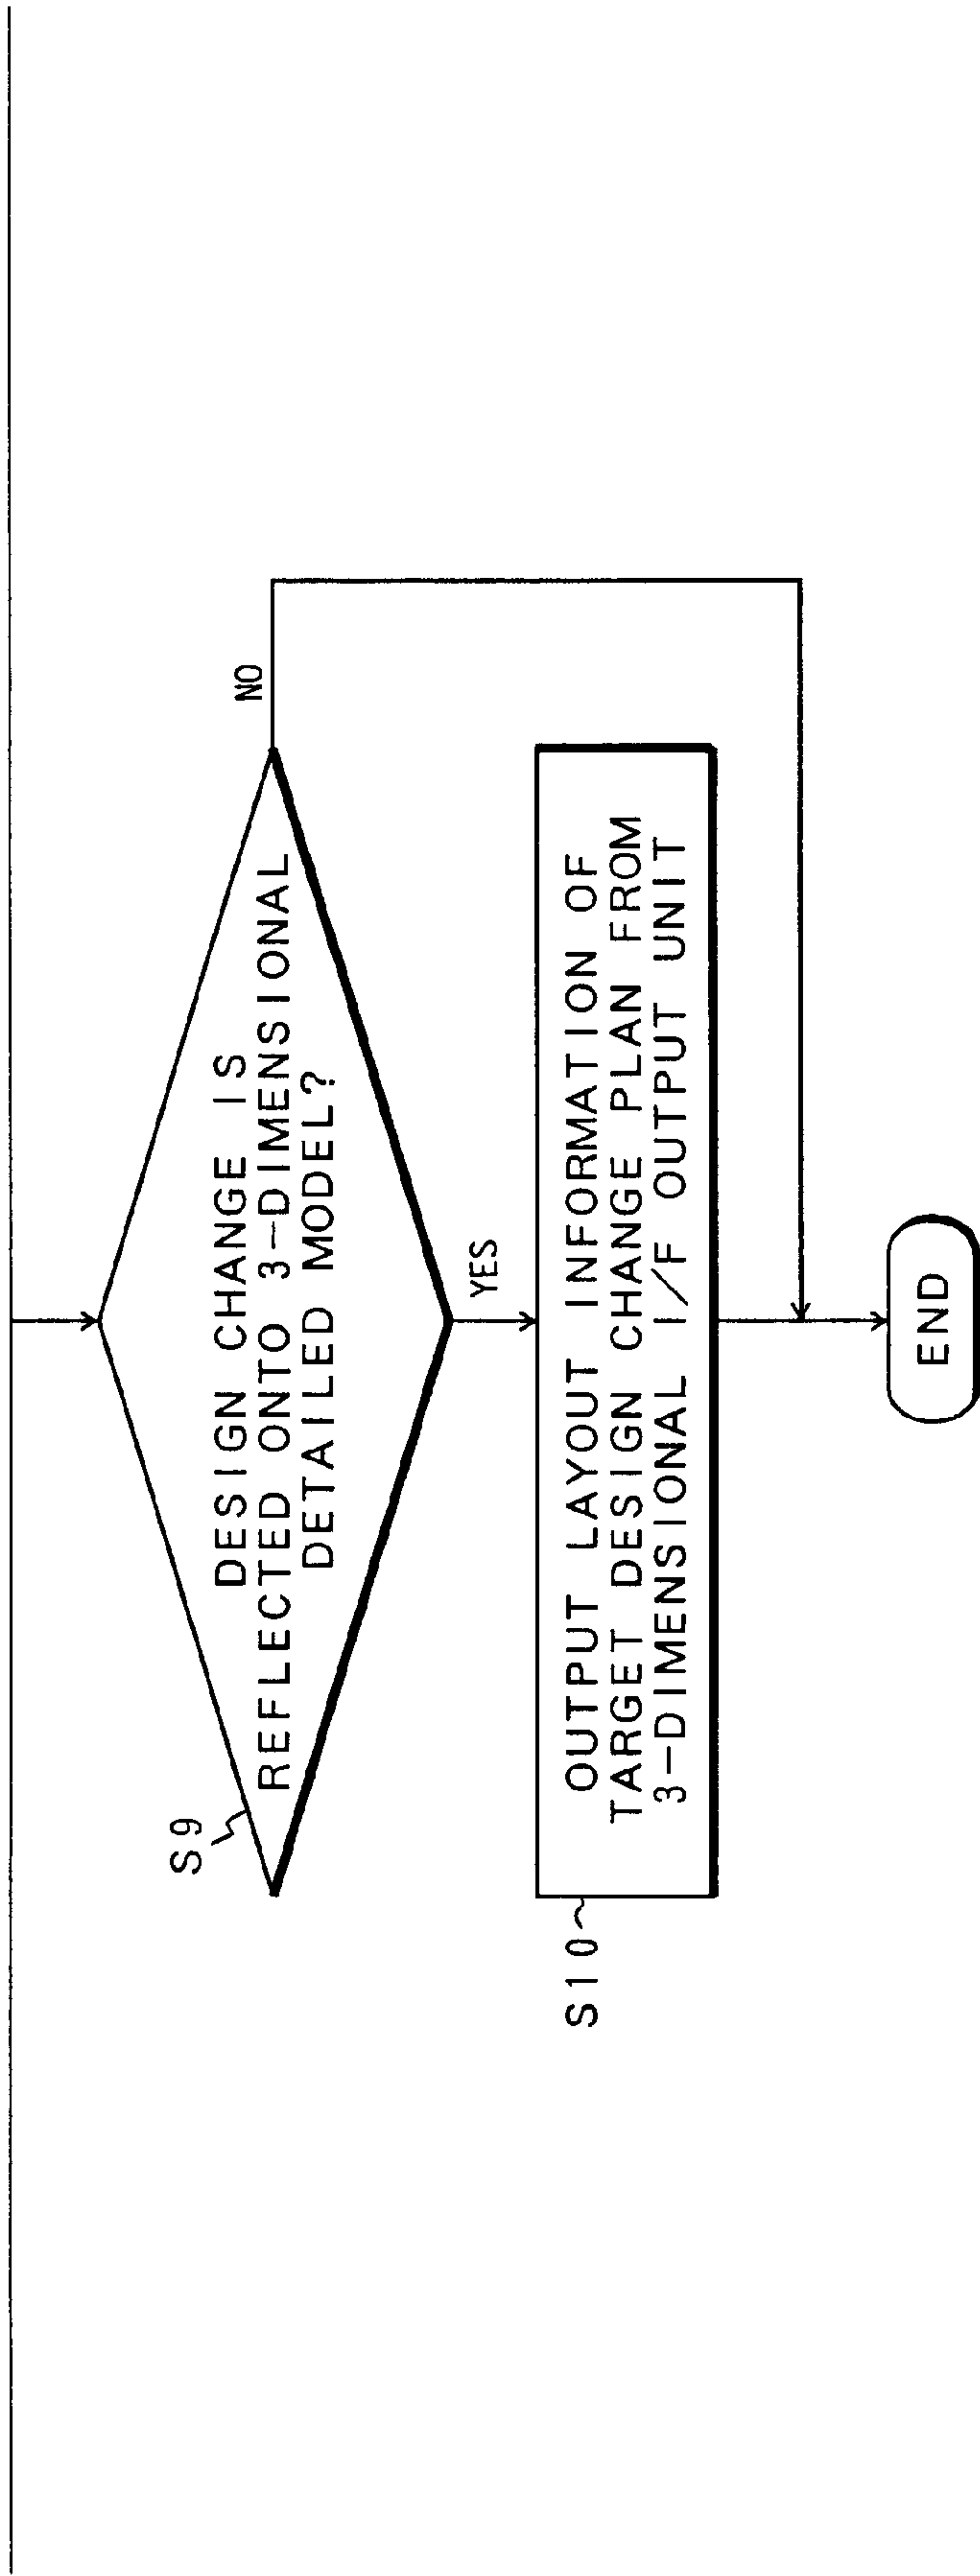 S9
DESIGN CHANGE IS
REFLECTED ONTO 3-DIMENSIONAL
DETAILED MODEL?
NO
YES
S10
OUTPUT LAYOUT INFORMATION OF
TARGET DESIGN CHANGE PLAN FROM
3-DIMENSIONAL I/F OUTPUT UNIT
END